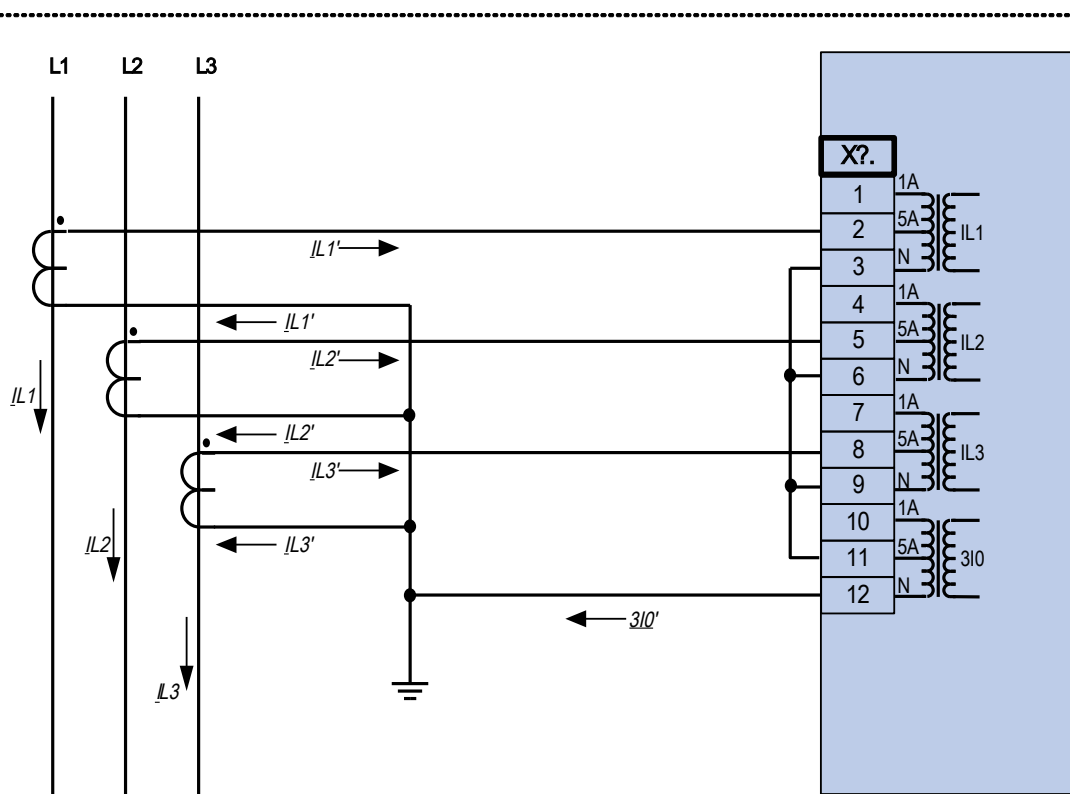 L1 L2 L3
X?.
1 1A
2 5A IL1
3 N
4 1A
5 5A IL2
6 N
7 1A
8 5A IL3
9 N
10 1A
11 5A 3I0
12 N
IL1'
IL1'
IL2'
IL1
IL2'
IL3'
IL2
IL3'
3I0'
IL3